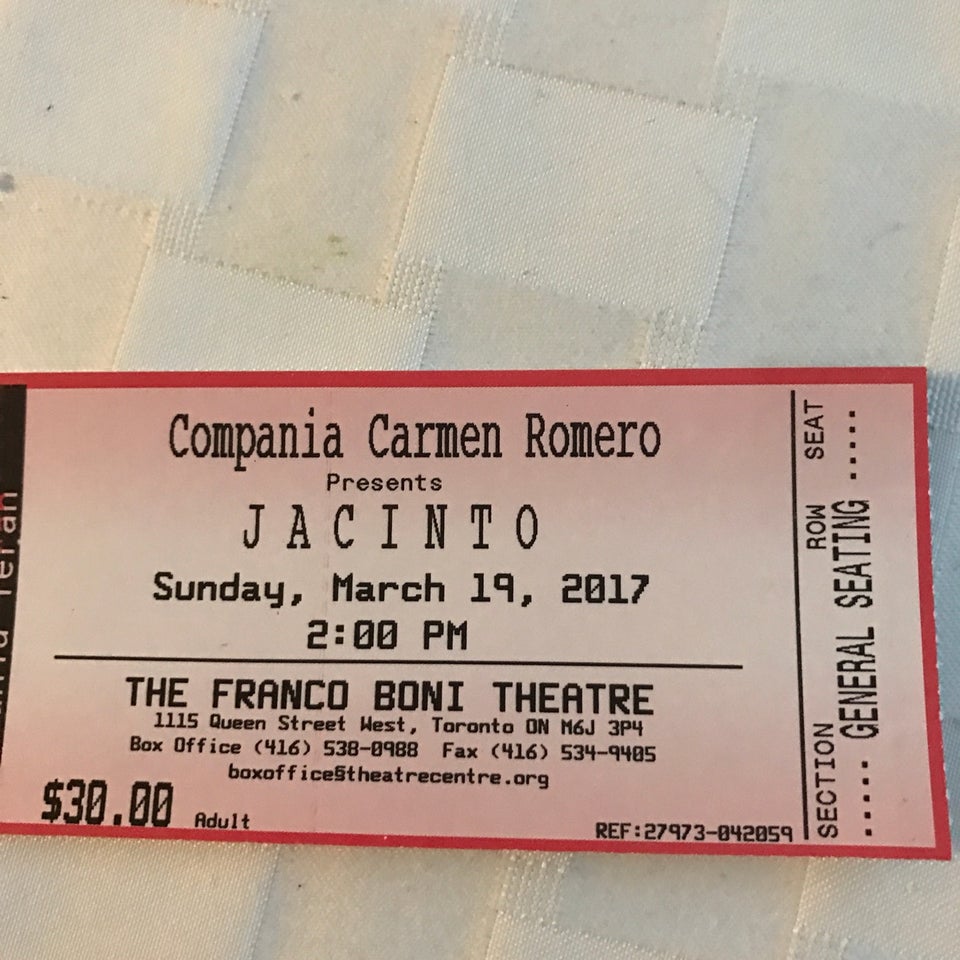 Compania Carmen Romero
Presents
JACINTO
Sunday, March 19, 2017
2:00 PM
THE FRANCO BONI THEATRE
1115 Queen Street West, Toronto ON M6J 3P4
Box Office (416) 538-0988 Fax (416) 534-9405
boxoffice§theatrecentre.org
$30.00 Adult
REF:27973-042059
SECTION ROW SEAT
..... GENERAL SEATING .....